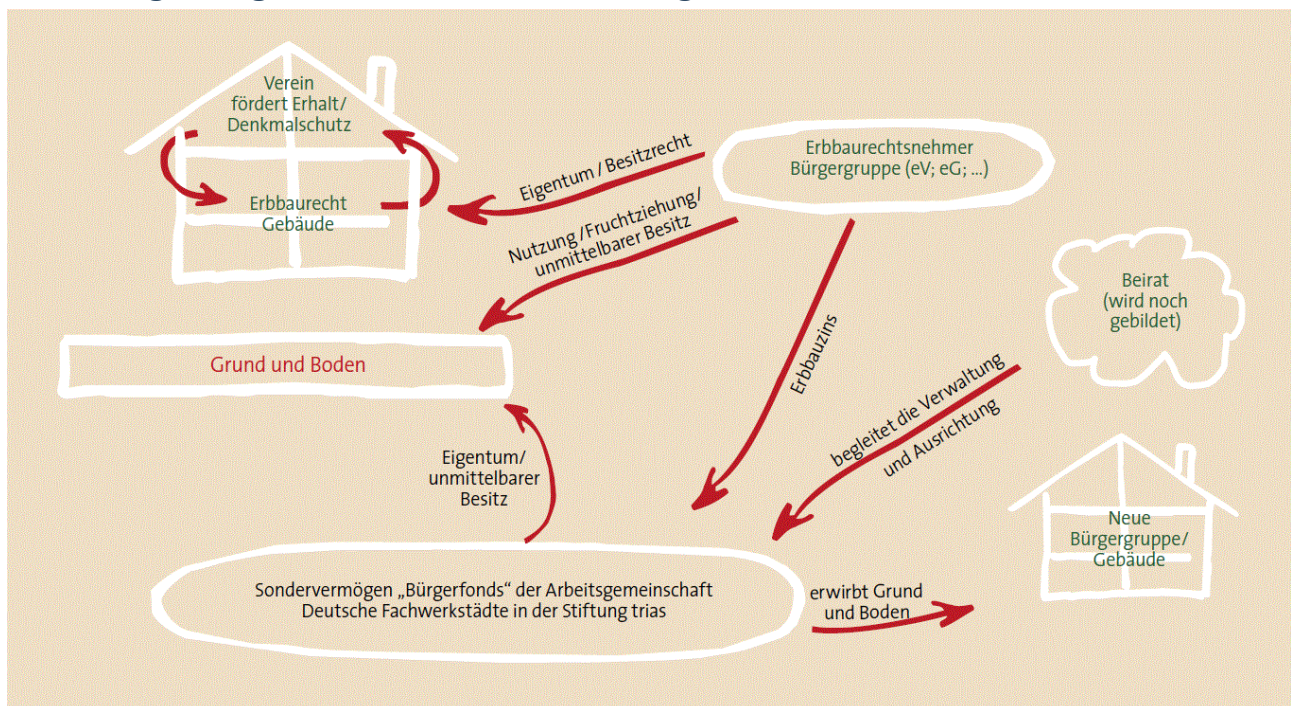 Verein
fördert Erhalt/
Denkmalschutz
Erbbaurecht
Gebäude
Eigentum / Besitzrecht
Erbbaurechtsnehmer
Bürgergruppe (eV; eG; ...)
Nutzung /Fruchtziehung/
unmittelbarer Besitz
Beirat
(wird noch
gebildet)
Grund und Boden
Erbbauzins
begleitet die Verwaltung
und Ausrichtung
Eigentum/
unmittelbarer
Besitz
Neue
Bürgergruppe/
Gebäude
Sondervermögen „Bürgerfonds“ der Arbeitsgemeinschaft
Deutsche Fachwerkstädte in der Stiftung trias
erwirbt Grund
und Boden